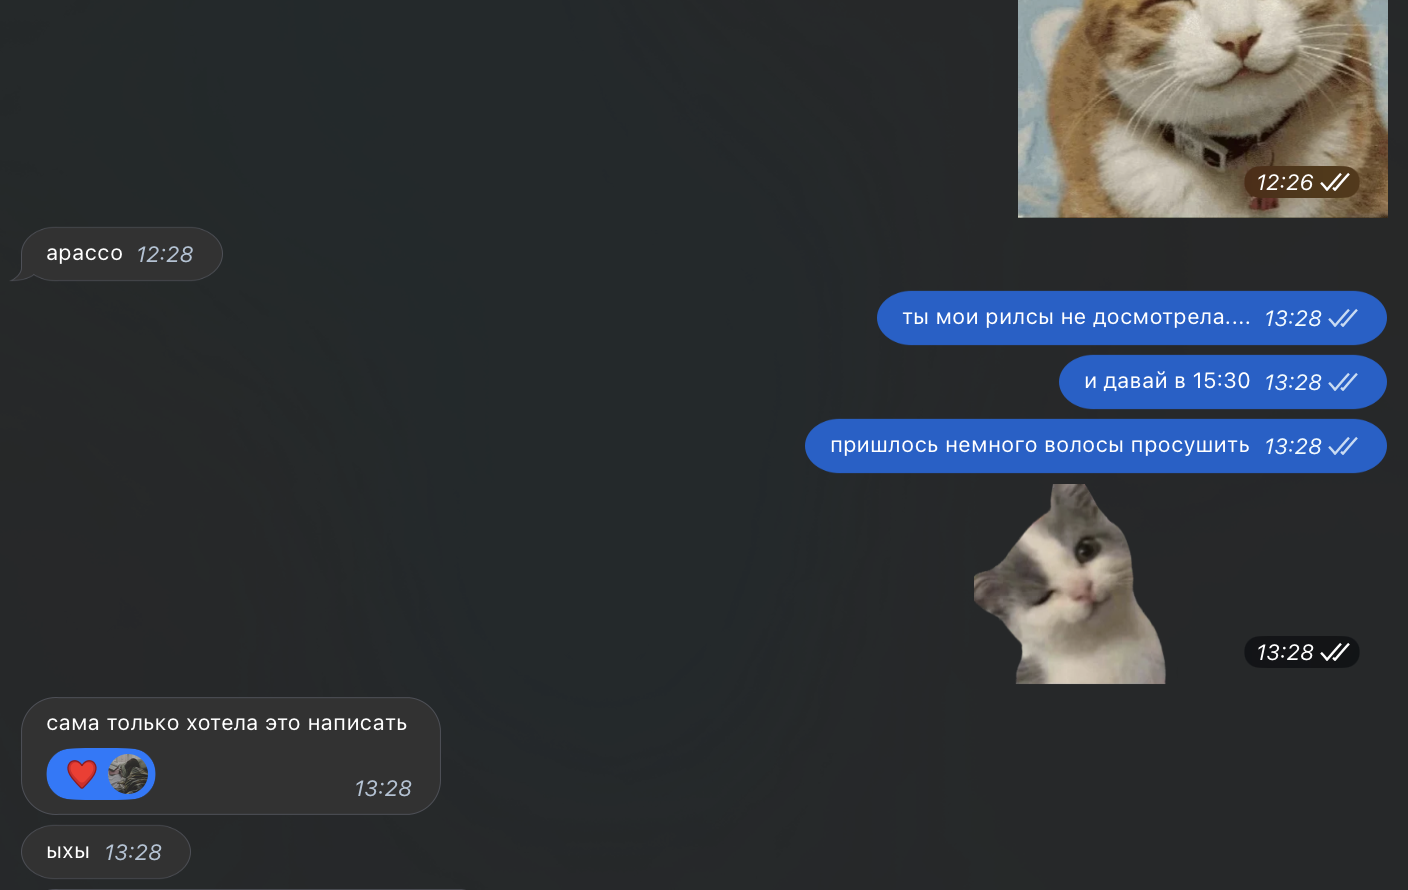 12:26
арассо 12:28
ты мои рилсы не досмотрела.... 13:28
и давай в 15:30 13:28
пришлось немного волосы просушить 13:28
13:28
сама только хотела это написать
13:28
ыхы 13:28